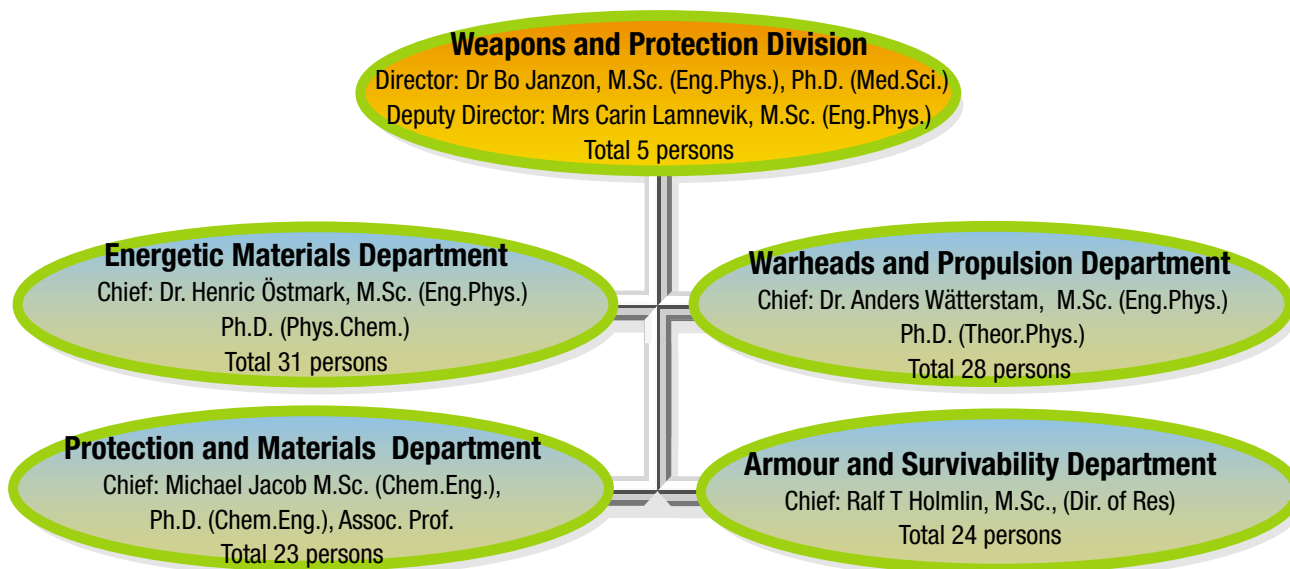 Weapons and Protection Division
Director: Dr Bo Janzon, M.Sc. (Eng.Phys.), Ph.D. (Med.Sci.)
Deputy Director: Mrs Carin Lamnevik, M.Sc. (Eng.Phys.)
Total 5 persons
Energetic Materials Department
Chief: Dr. Henric Östmark, M.Sc. (Eng.Phys.)
Ph.D. (Phys.Chem.)
Total 31 persons
Warheads and Propulsion Department
Chief: Dr. Anders Wätterstam, M.Sc. (Eng.Phys.)
Ph.D. (Theor.Phys.)
Total 28 persons
Protection and Materials Department
Chief: Michael Jacob M.Sc. (Chem.Eng.),
Ph.D. (Chem.Eng.), Assoc. Prof.
Total 23 persons
Armour and Survivability Department
Chief: Ralf T Holmlin, M.Sc., (Dir. of Res)
Total 24 persons